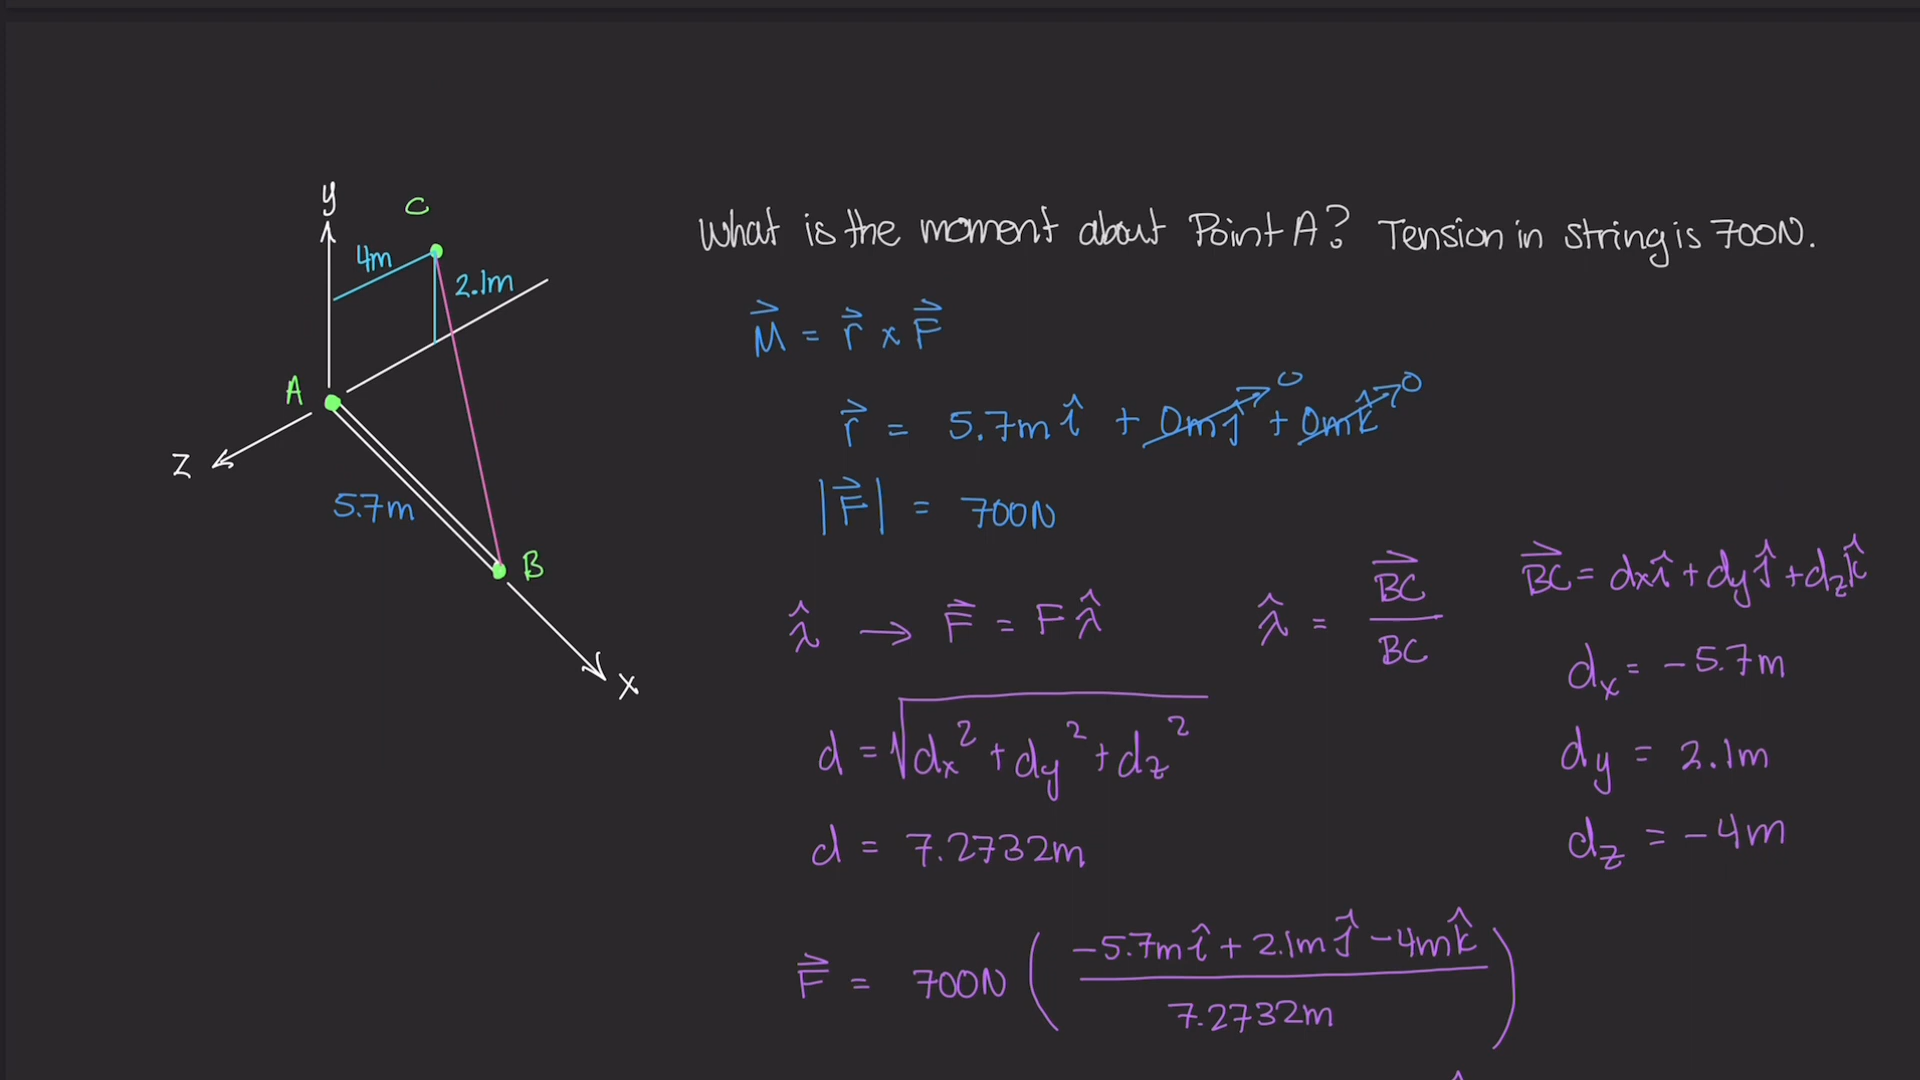 y
C
4m
2.1m
A
z
5.7m
B
x
What is the moment about Point A? Tension in string is 700N.
M⃗ = r⃗ x F⃗
r⃗ = 5.7m î + 0m ĵ → 0 + 0m k̂ → 0
|F⃗| = 700N
λ̂ → F⃗ = F λ̂
λ̂ = BC⃗ / BC
BC⃗ = dx î + dy ĵ + dz k̂
dx = -5.7m
dy = 2.1m
dz = -4m
d = √(dx² + dy² + dz²)
d = 7.2732m
F⃗ = 700N ( (-5.7m î + 2.1m ĵ - 4m k̂) / 7.2732m )